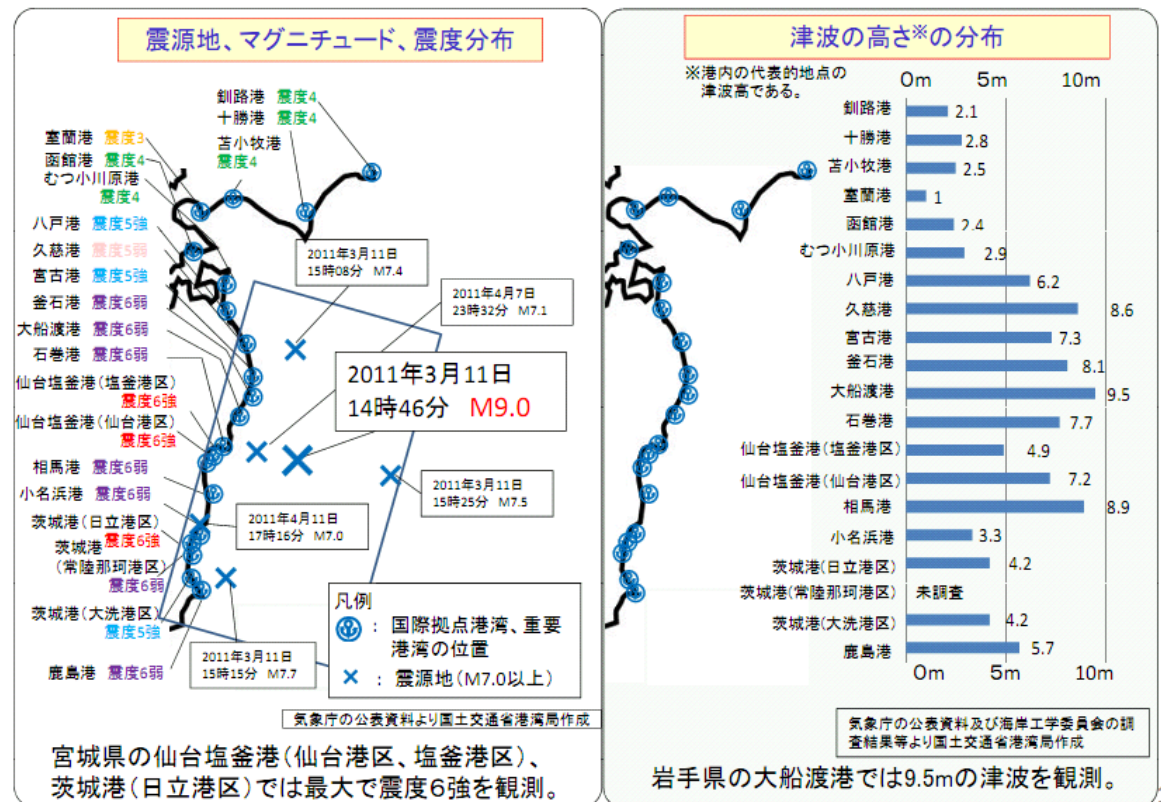 震源地、マグニチュード、震度分布
釧路港 震度4
十勝港 震度4
苫小牧港
震度4
室蘭港 震度3
函館港 震度4
むつ小川原港
震度4
八戸港 震度5強
久慈港 震度5弱
宮古港 震度5強
釜石港 震度6弱
大船渡港 震度6弱
石巻港 震度6弱
仙台塩釜港(塩釜港区)
震度6強
仙台塩釜港(仙台港区)
震度6強
相馬港 震度6弱
小名浜港 震度6弱
茨城港(日立港区)
震度6強
茨城港
(常陸那珂港区)
震度6弱
茨城港(大洗港区)
震度5強
鹿島港 震度6弱
2011年3月11日
15時08分 M7.4
2011年4月7日
23時32分 M7.1
2011年3月11日
14時46分 M9.0
2011年3月11日
15時25分 M7.5
2011年4月11日
17時16分 M7.0
2011年3月11日
15時15分 M7.7
凡例
: 国際拠点港湾、重要
港湾の位置
: 震源地(M7.0以上)
気象庁の公表資料より国土交通省港湾局作成
宮城県の仙台塩釜港(仙台港区、塩釜港区)、
茨城港(日立港区)では最大で震度6強を観測。
津波の高さ※の分布
※港内の代表的地点の
津波高である。
0m 5m 10m
釧路港 2.1
十勝港 2.8
苫小牧港 2.5
室蘭港 1
函館港 2.4
むつ小川原港 2.9
八戸港 6.2
久慈港 8.6
宮古港 7.3
釜石港 8.1
大船渡港 9.5
石巻港 7.7
仙台塩釜港(塩釜港区) 4.9
仙台塩釜港(仙台港区) 7.2
相馬港 8.9
小名浜港 3.3
茨城港(日立港区) 4.2
茨城港(常陸那珂港区) 未調査
茨城港(大洗港区) 4.2
鹿島港 5.7
0m 5m 10m
気象庁の公表資料及び海岸工学委員会の調
査結果等より国土交通省港湾局作成
岩手県の大船渡港では9.5mの津波を観測。